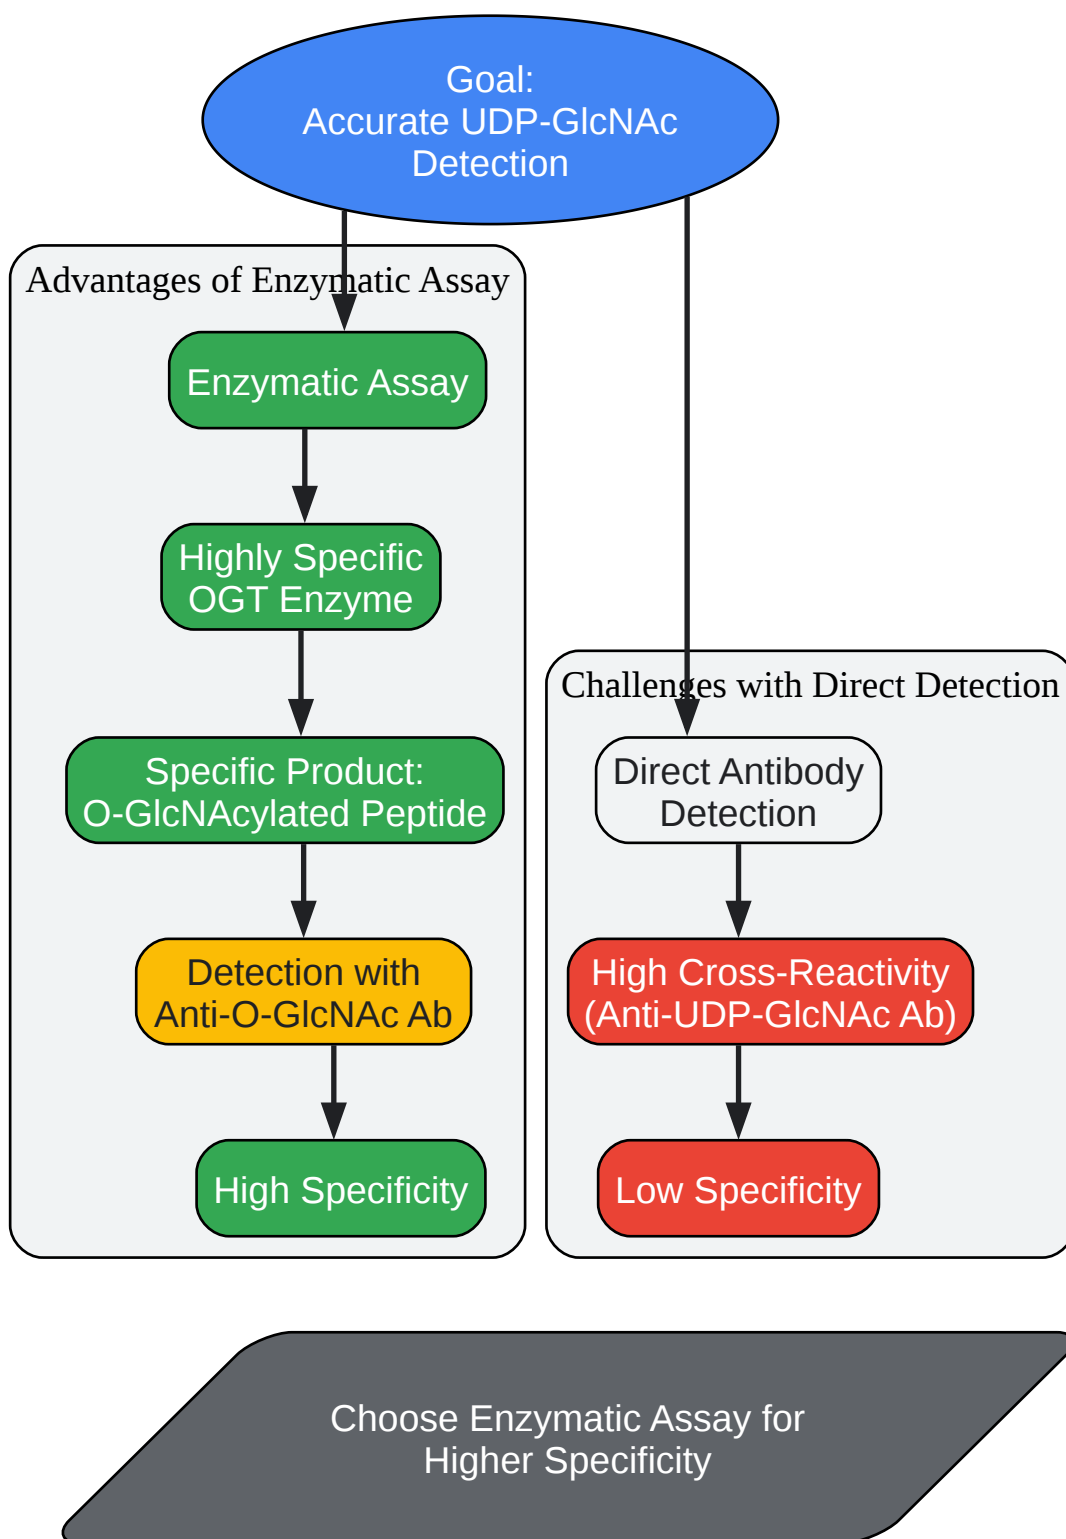 Goal:
Accurate UDP-GlcNAc
Detection
Advantages of Enzymatic Assay
Enzymatic Assay
Highly Specific
OGT Enzyme
Specific Product:
O-GlcNAcylated Peptide
Detection with
Anti-O-GlcNAc Ab
High Specificity
Challenges with Direct Detection
Direct Antibody
Detection
High Cross-Reactivity
(Anti-UDP-GlcNAc Ab)
Low Specificity
Choose Enzymatic Assay for
Higher Specificity